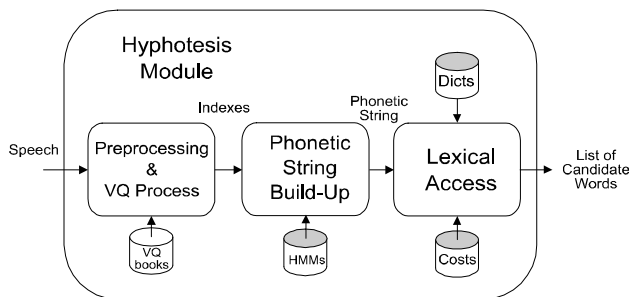 Hyphotesis
Module
Dicts
Indexes
Phonetic
String
Speech
Preprocessing
&
VQ Process
Phonetic
String
Build-Up
Lexical
Access
List of
Candidate
Words
VQ
books
HMMs
Costs